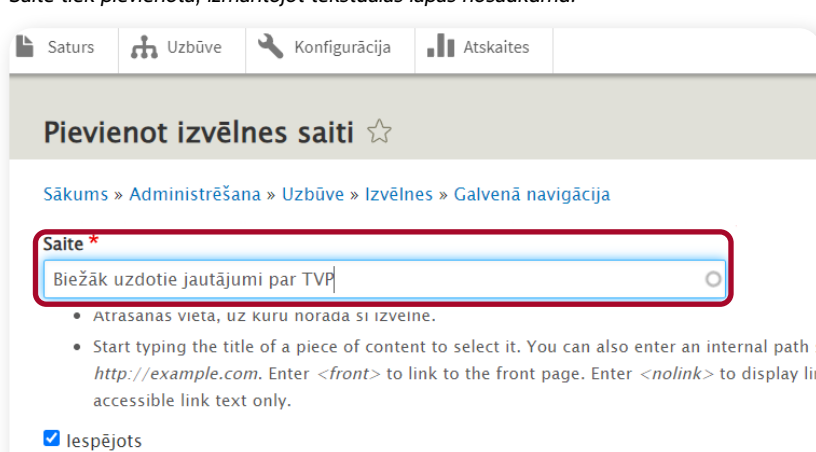 Saite tiek pievienota, izmantojot tekstuālās lapas nosaukumu.
Saturs Uzbūve Konfigurācija Atskaites
Pievienot izvēlnes saiti
Sākums » Administrēšana » Uzbūve » Izvēlnes » Galvenā navigācija
Saite *
Biežāk uzdotie jautājumi par TVP
• Atrašanās vieta, uz kuru norāda šī izvēlne.
• Start typing the title of a piece of content to select it. You can also enter an internal path
http://example.com. Enter <front> to link to the front page. Enter <nolink> to display
accessible link text only.
Iespējots